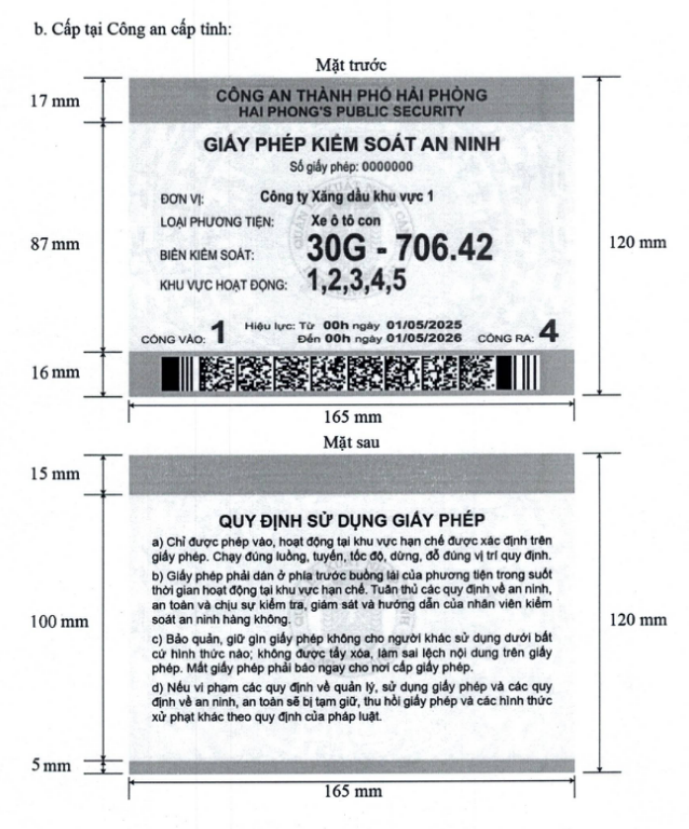 b. Cấp tại Công an cấp tỉnh:
Mặt trước
17 mm
CÔNG AN THÀNH PHỐ HẢI PHÒNG
HAI PHONG'S PUBLIC SECURITY
GIẤY PHÉP KIỂM SOÁT AN NINH
Số giấy phép: 0000000
ĐƠN VỊ: Công ty Xăng dầu khu vực 1
LOẠI PHƯƠNG TIỆN: Xe ô tô con
87 mm
BIỂN KIỂM SOÁT: 30G - 706.42
120 mm
KHU VỰC HOẠT ĐỘNG: 1,2,3,4,5
CỔNG VÀO: 1
Hiệu lực: Từ 00h ngày 01/05/2025
Đến 00h ngày 01/05/2026
CỔNG RA: 4
16 mm
165 mm
Mặt sau
15 mm
QUY ĐỊNH SỬ DỤNG GIẤY PHÉP
a) Chỉ được phép vào, hoạt động tại khu vực hạn chế được xác định trên
giấy phép. Chạy đúng luồng, tuyến, tốc độ, dừng, đỗ đúng vị trí quy định.
b) Giấy phép phải dán ở phía trước buồng lái của phương tiện trong suốt
thời gian hoạt động tại khu vực hạn chế. Tuân thủ các quy định về an ninh,
an toàn và chịu sự kiểm tra, giám sát và hướng dẫn của nhân viên kiểm
soát an ninh hàng không.
100 mm
120 mm
c) Bảo quản, giữ gìn giấy phép không cho người khác sử dụng dưới bất
cứ hình thức nào; không được tẩy xóa, làm sai lệch nội dung trên giấy
phép. Mất giấy phép phải báo ngay cho nơi cấp giấy phép.
d) Nếu vi phạm các quy định về quản lý, sử dụng giấy phép và các quy
định về an ninh, an toàn sẽ bị tạm giữ, thu hồi giấy phép và các hình thức
xử phạt khác theo quy định của pháp luật.
5 mm
165 mm